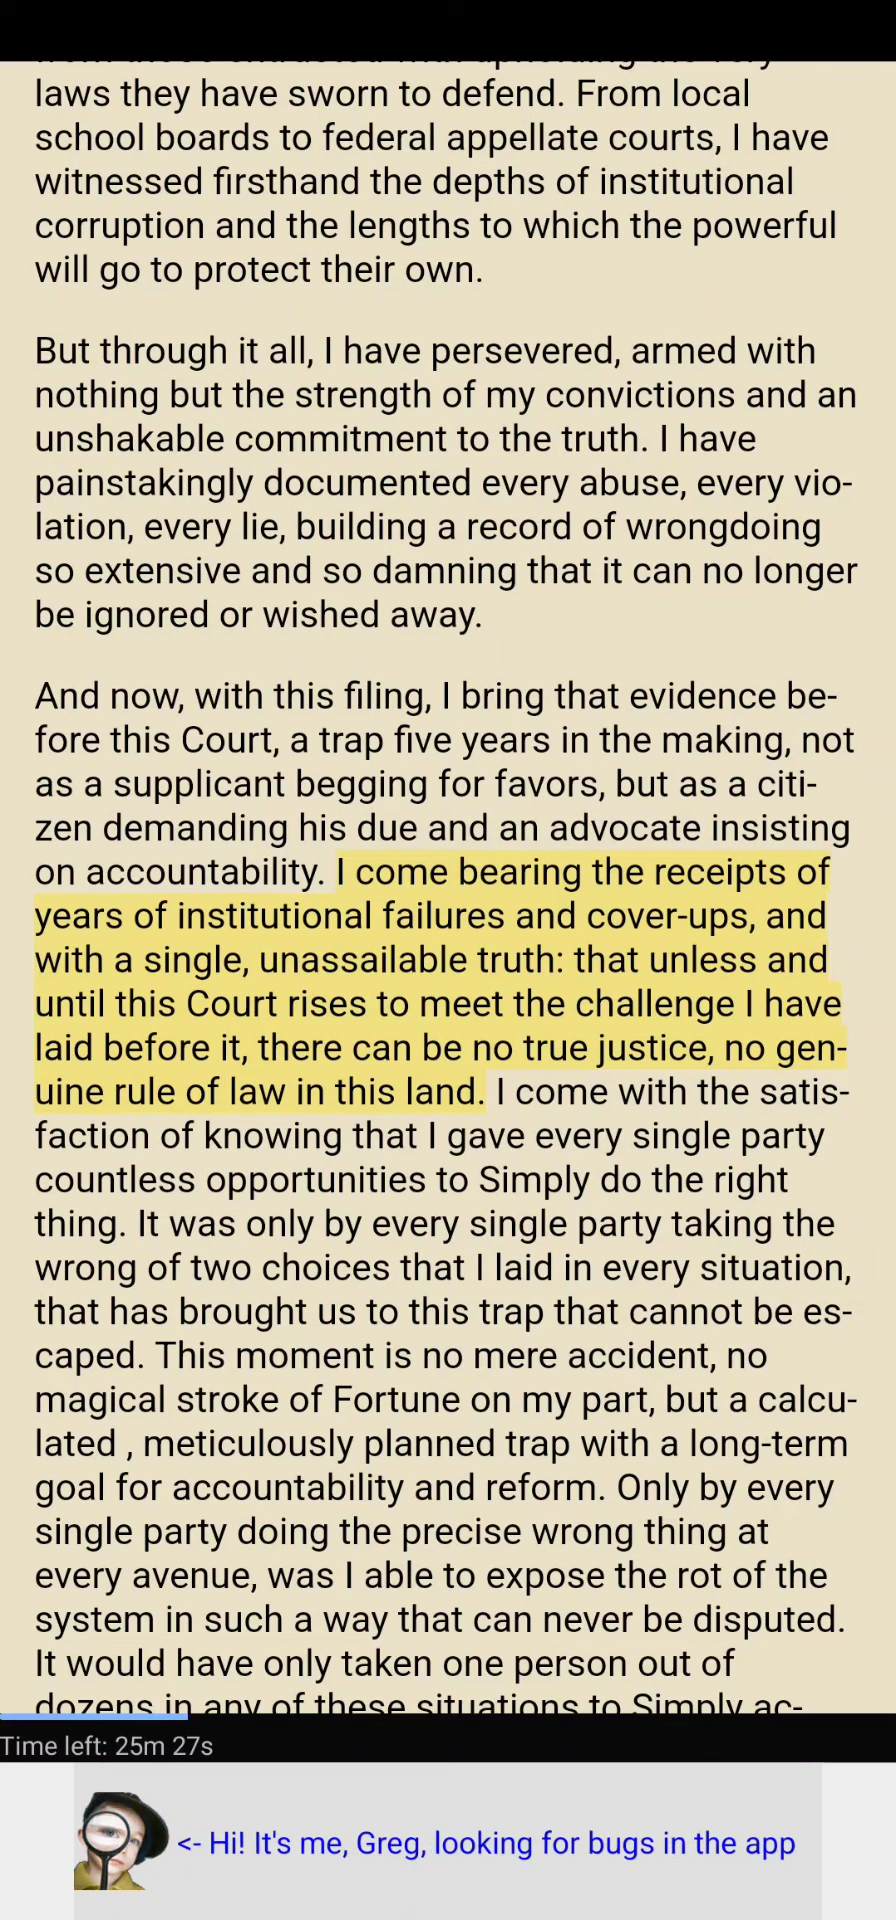 laws they have sworn to defend. From local
school boards to federal appellate courts, I have
witnessed firsthand the depths of institutional
corruption and the lengths to which the powerful
will go to protect their own.
But through it all, I have persevered, armed with
nothing but the strength of my convictions and an
unshakable commitment to the truth. I have
painstakingly documented every abuse, every vio-
lation, every lie, building a record of wrongdoing
so extensive and so damning that it can no longer
be ignored or wished away.
And now, with this filing, I bring that evidence be-
fore this Court, a trap five years in the making, not
as a supplicant begging for favors, but as a citi-
zen demanding his due and an advocate insisting
on accountability. I come bearing the receipts of
years of institutional failures and cover-ups, and
with a single, unassailable truth: that unless and
until this Court rises to meet the challenge I have
laid before it, there can be no true justice, no gen-
uine rule of law in this land. I come with the satis-
faction of knowing that I gave every single party
countless opportunities to Simply do the right
thing. It was only by every single party taking the
wrong of two choices that I laid in every situation,
that has brought us to this trap that cannot be es-
caped. This moment is no mere accident, no
magical stroke of Fortune on my part, but a calcu-
lated , meticulously planned trap with a long-term
goal for accountability and reform. Only by every
single party doing the precise wrong thing at
every avenue, was I able to expose the rot of the
system in such a way that can never be disputed.
It would have only taken one person out of
dozens in any of these situations to Simply ac-
Time left: 25m 27s
<- Hi! It's me, Greg, looking for bugs in the app